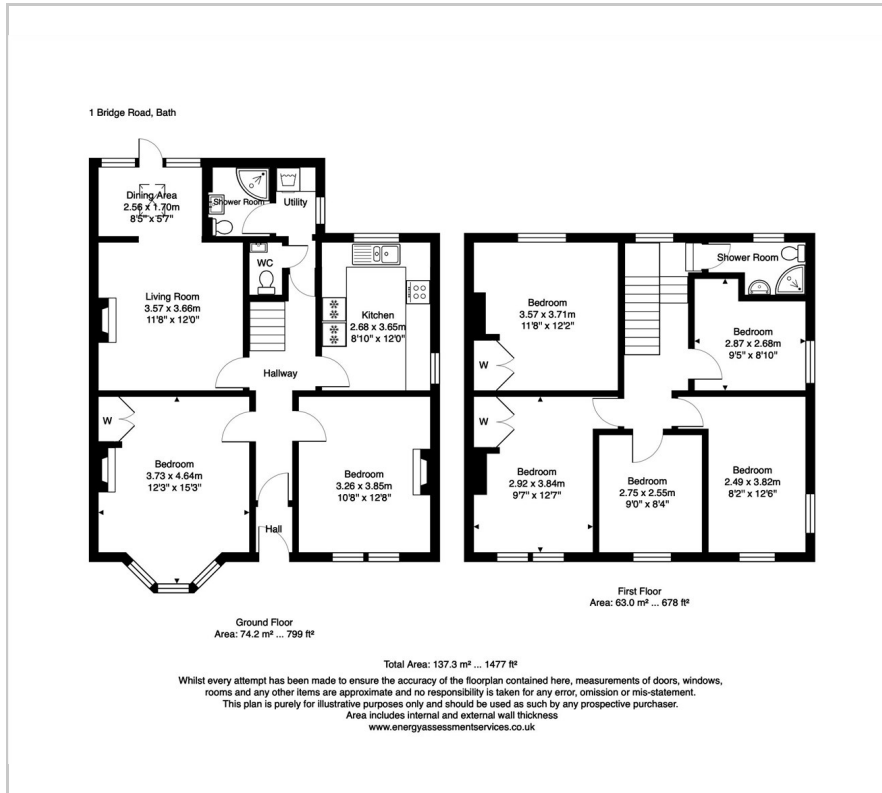 1 Bridge Road, Bath
Dining Area
2.56 x 1.70m
8'5" x 5'7"
Shower Room
Utility
WC
Living Room
3.57 x 3.66m
11'8" x 12'0"
Kitchen
2.68 x 3.65m
8'10" x 12'0"
Hallway
W
Bedroom
3.73 x 4.64m
12'3" x 15'3"
Bedroom
3.26 x 3.85m
10'8" x 12'8"
Hall
Ground Floor
Area: 74.2 m² ... 799 ft²
Shower Room
Bedroom
3.57 x 3.71m
11'8" x 12'2"
Bedroom
2.87 x 2.68m
9'5" x 8'10"
W
W
Bedroom
2.92 x 3.84m
9'7" x 12'7"
Bedroom
2.75 x 2.55m
9'0" x 8'4"
Bedroom
2.49 x 3.82m
8'2" x 12'6"
First Floor
Area: 63.0 m² ... 678 ft²
Total Area: 137.3 m² ... 1477 ft²
Whilst every attempt has been made to ensure the accuracy of the floorplan contained here, measurements of doors, windows,
rooms and any other items are approximate and no responsibility is taken for any error, omission or mis-statement.
This plan is purely for illustrative purposes only and should be used as such by any prospective purchaser.
Area includes internal and external wall thickness
www.energyassessmentservices.co.uk